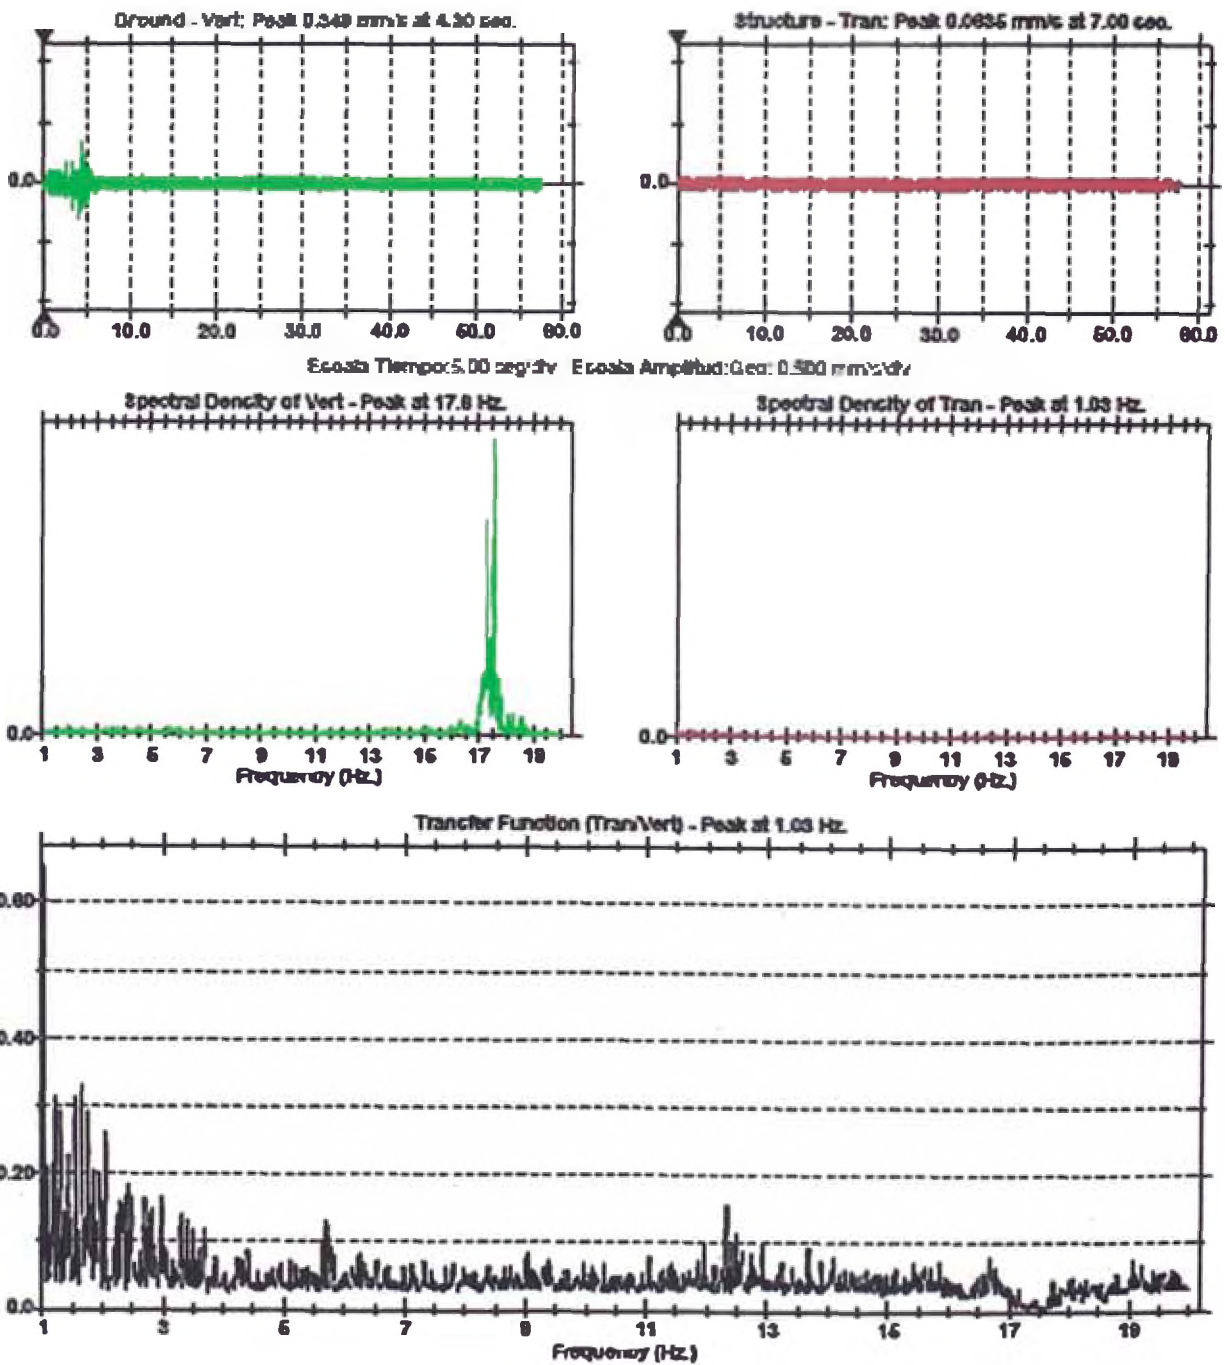 Ground - Vert: Peak 0.349 mm/s at 4.30 sec.
Structure - Tran: Peak 0.0635 mm/s at 7.00 sec.
0.0
0.0
0.0 10.0 20.0 30.0 40.0 50.0 60.0
0.0 10.0 20.0 30.0 40.0 50.0 60.0
Escala Tiempo:5.00 seg/div Escala Amplitud:Geo: 0.500 mm/s/div
Spectral Density of Vert - Peak at 17.6 Hz.
Spectral Density of Tran - Peak at 1.03 Hz.
0.0
0.0
1 3 5 7 9 11 13 15 17 19
1 3 5 7 9 11 13 15 17 19
Frequency (Hz.)
Frequency (Hz.)
Transfer Function (Tran/Vert) - Peak at 1.03 Hz.
0.60
0.40
0.20
0.0
1 3 5 7 9 11 13 15 17 19
Frequency (Hz.)